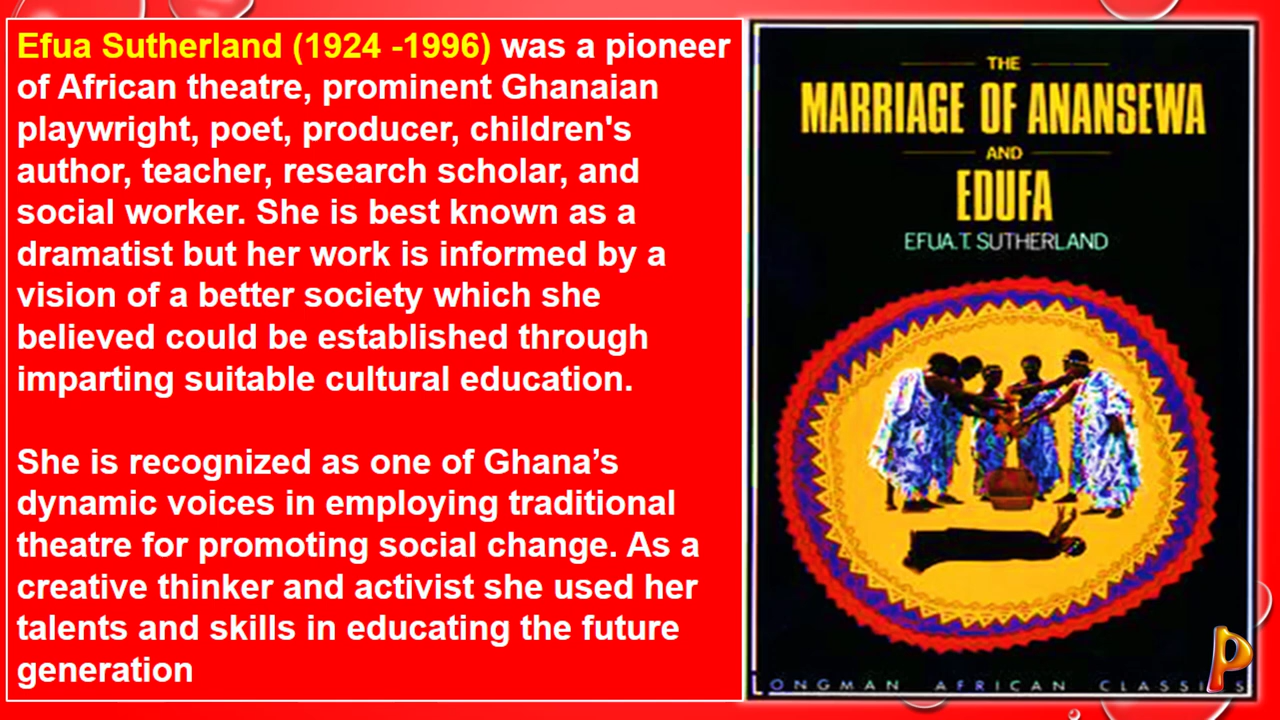 Efua Sutherland (1924 -1996) was a pioneer
of African theatre, prominent Ghanaian
playwright, poet, producer, children's
author, teacher, research scholar, and
social worker. She is best known as a
dramatist but her work is informed by a
vision of a better society which she
believed could be established through
imparting suitable cultural education.
She is recognized as one of Ghana’s
dynamic voices in employing traditional
theatre for promoting social change. As a
creative thinker and activist she used her
talents and skills in educating the future
generation
THE
MARRIAGE OF ANANSEWA
AND
EDUFA
EFUA.T. SUTHERLAND
LONGMAN AFRICAN CLASSICS
P